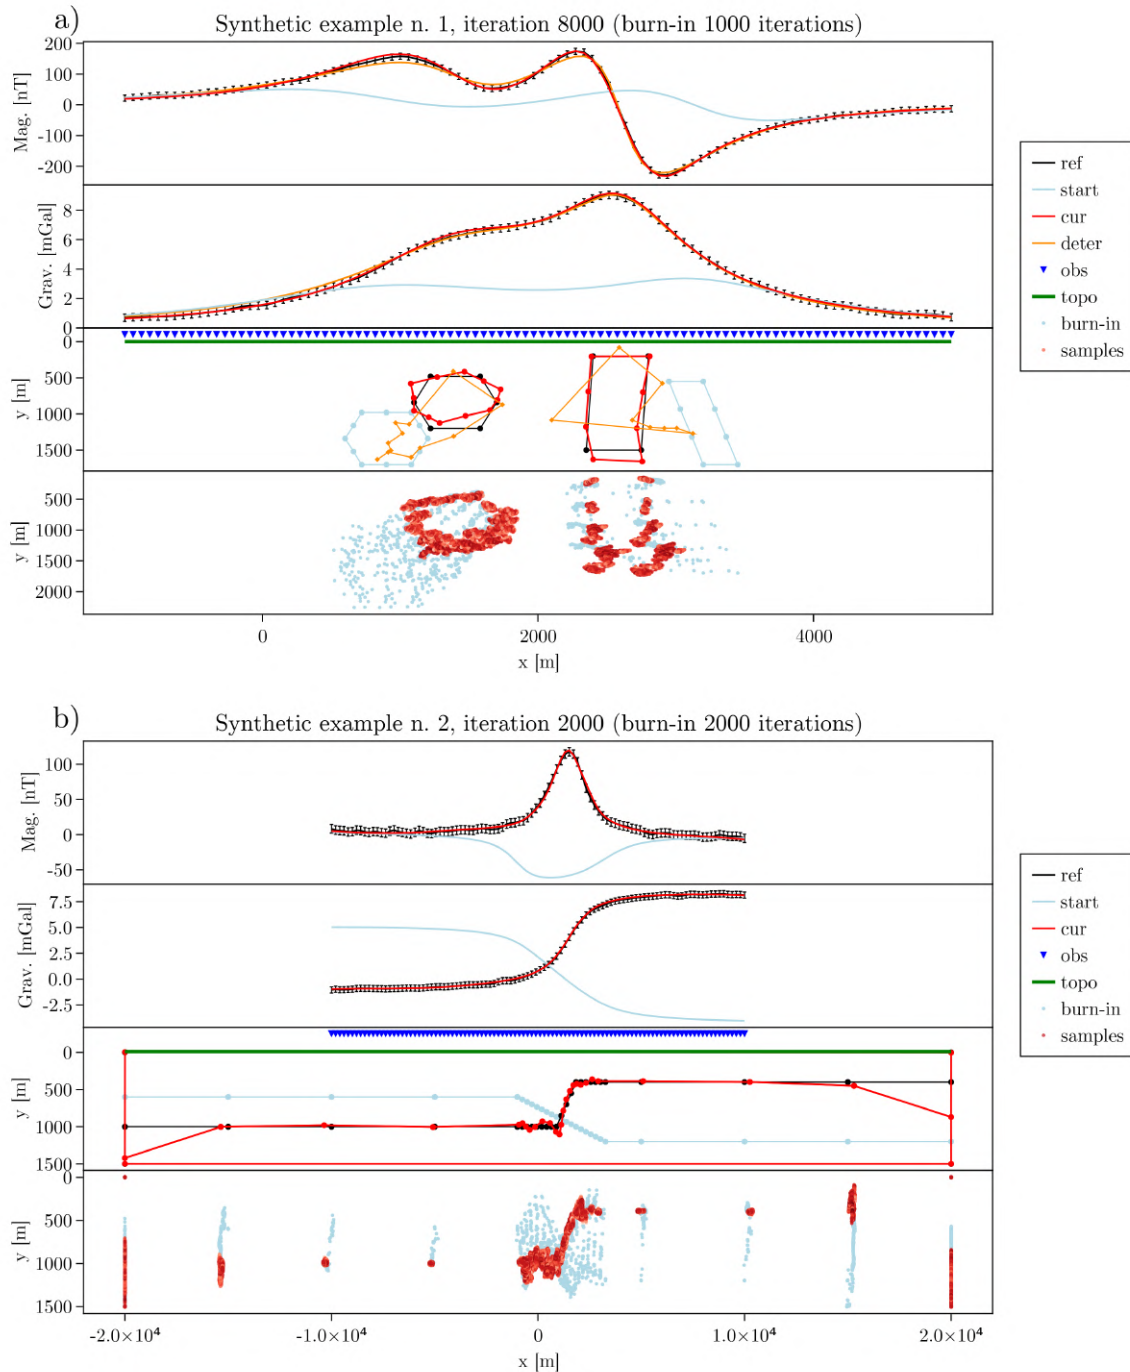 a)
Synthetic example n. 1, iteration 8000 (burn-in 1000 iterations)
Mag. [nT]
200
100
0
-100
-200
Grav. [mGal]
8
6
4
2
0
y [m]
0
500
1000
1500
y [m]
500
1000
1500
2000
0
2000
4000
x [m]
ref
start
cur
deter
obs
topo
burn-in
samples
b)
Synthetic example n. 2, iteration 2000 (burn-in 2000 iterations)
Mag. [nT]
100
50
0
-50
Grav. [mGal]
7.5
5.0
2.5
0.0
-2.5
y [m]
0
500
1000
1500
y [m]
0
500
1000
1500
-2.0×10⁴
-1.0×10⁴
0
1.0×10⁴
2.0×10⁴
x [m]
ref
start
cur
obs
topo
burn-in
samples